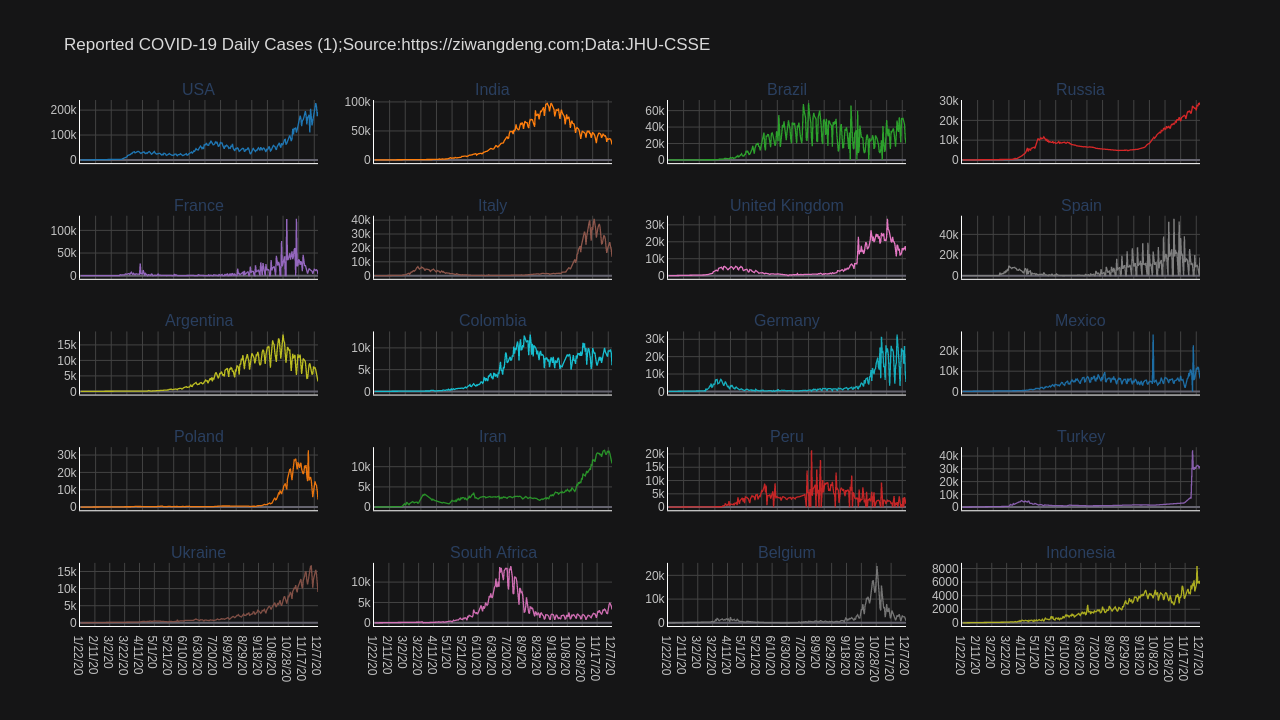 Reported COVID-19 Daily Cases (1);Source:https://ziwangdeng.com;Data:JHU-CSSE
USA
200k
100k
0
India
100k
50k
0
Brazil
60k
40k
20k
0
Russia
30k
20k
10k
0
France
100k
50k
0
Italy
40k
30k
20k
10k
0
United Kingdom
30k
20k
10k
0
Spain
40k
20k
0
Argentina
15k
10k
5k
0
Colombia
10k
5k
0
Germany
30k
20k
10k
0
Mexico
20k
10k
0
Poland
30k
20k
10k
0
Iran
10k
5k
0
Peru
20k
15k
10k
5k
0
Turkey
40k
30k
20k
10k
0
Ukraine
15k
10k
5k
0
South Africa
10k
5k
0
Belgium
20k
10k
0
Indonesia
8000
6000
4000
2000
0
1/22/20
2/11/20
3/2/20
3/22/20
4/11/20
5/1/20
5/21/20
6/10/20
6/30/20
7/20/20
8/9/20
8/29/20
9/18/20
10/8/20
10/28/20
11/17/20
12/7/20
1/22/20
2/11/20
3/2/20
3/22/20
4/11/20
5/1/20
5/21/20
6/10/20
6/30/20
7/20/20
8/9/20
8/29/20
9/18/20
10/8/20
10/28/20
11/17/20
12/7/20
1/22/20
2/11/20
3/2/20
3/22/20
4/11/20
5/1/20
5/21/20
6/10/20
6/30/20
7/20/20
8/9/20
8/29/20
9/18/20
10/8/20
10/28/20
11/17/20
12/7/20
1/22/20
2/11/20
3/2/20
3/22/20
4/11/20
5/1/20
5/21/20
6/10/20
6/30/20
7/20/20
8/9/20
8/29/20
9/18/20
10/8/20
10/28/20
11/17/20
12/7/20